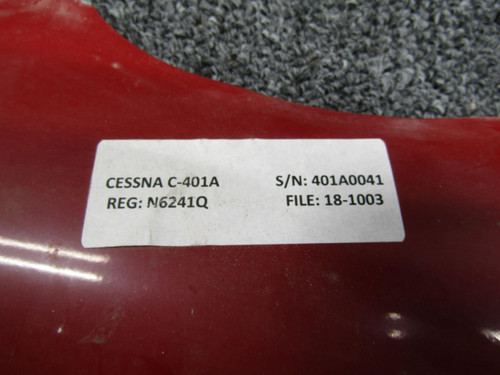 CESSNA C-401A S/N: 401A0041
REG: N6241Q FILE: 18-1003